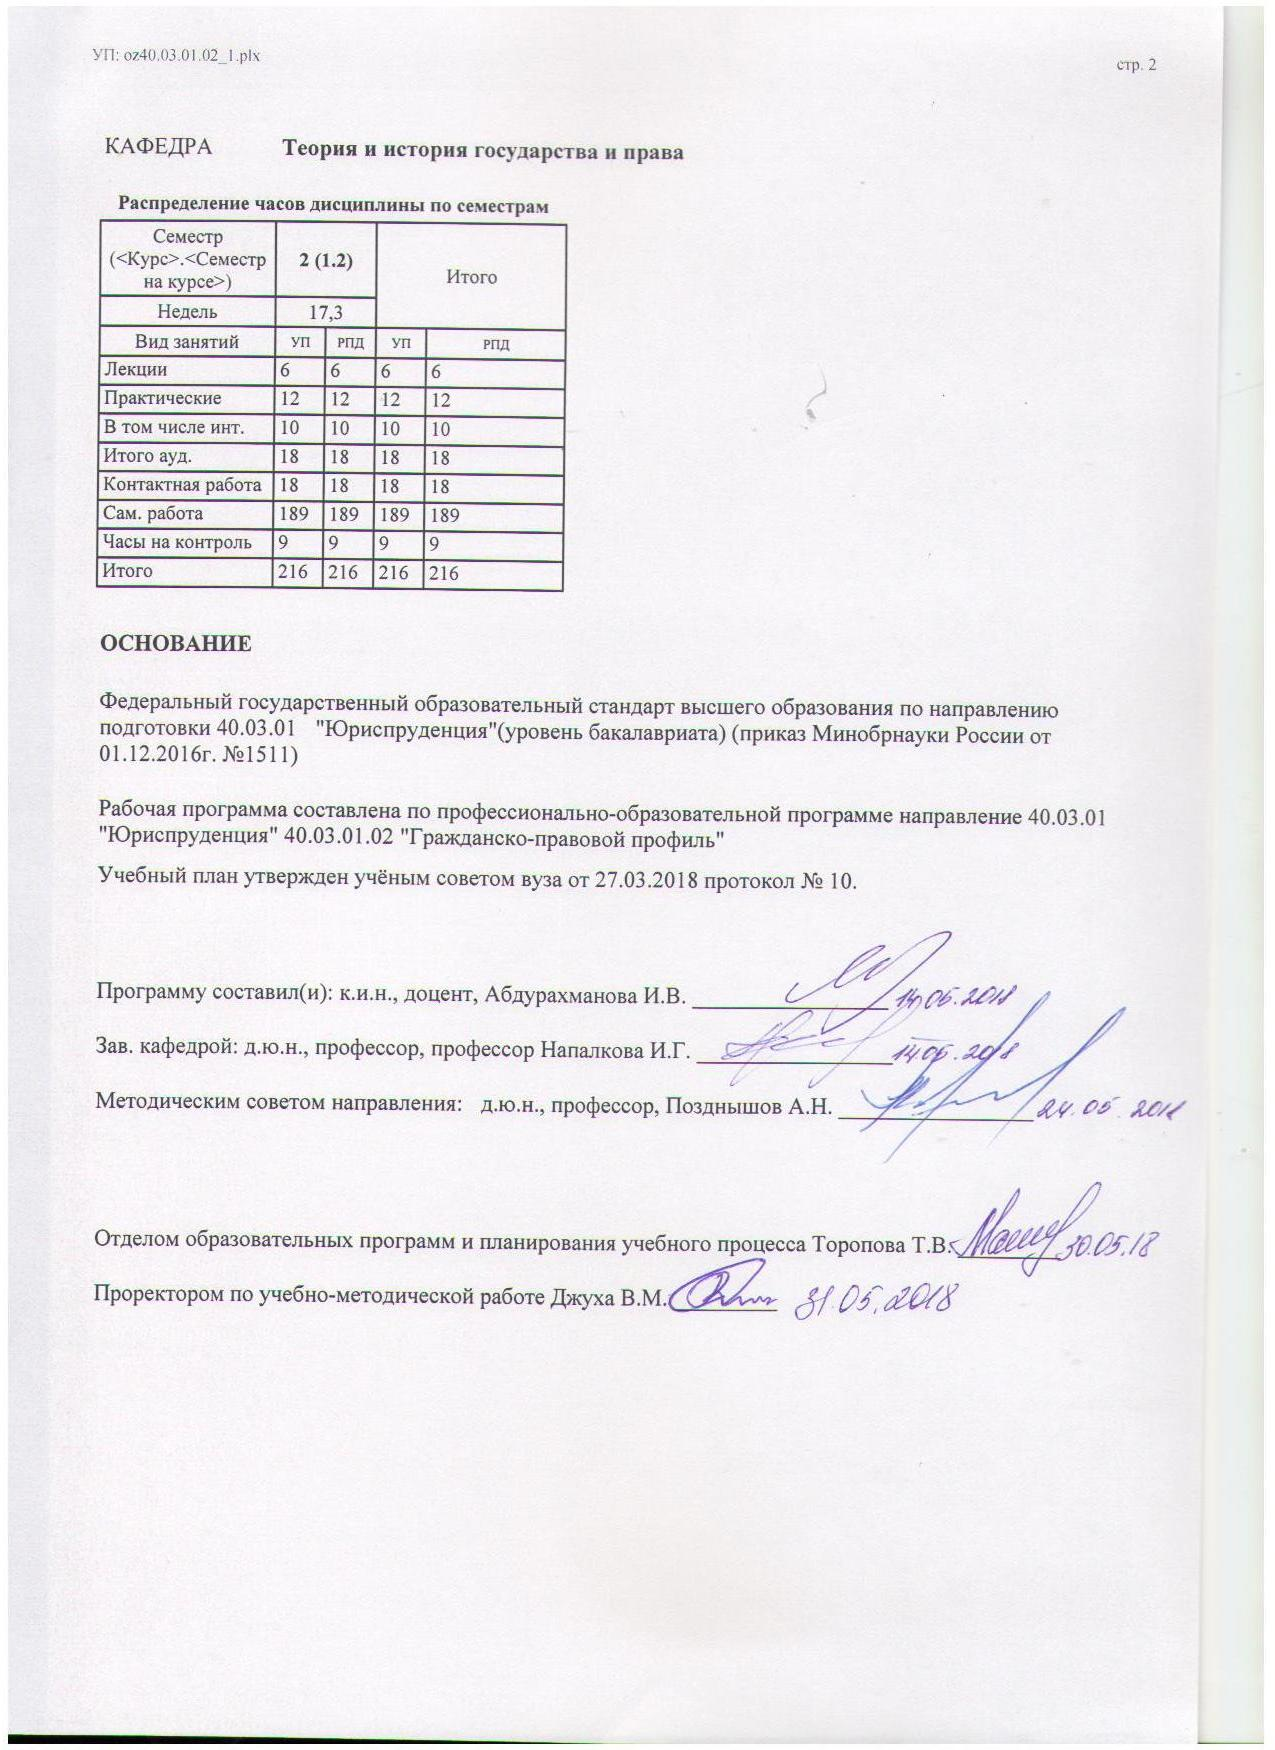 УП: oz40.03.01.02_1.plx
стр. 2
КАФЕДРА Теория и история государства и права
Распределение часов дисциплины по семестрам
Семестр (<Курс>.<Семестр на курсе>) 2 (1.2) Итого
Недель 17,3
Вид занятий УП РПД УП РПД
Лекции 6 6 6 6
Практические 12 12 12 12
В том числе инт. 10 10 10 10
Итого ауд. 18 18 18 18
Контактная работа 18 18 18 18
Сам. работа 189 189 189 189
Часы на контроль 9 9 9 9
Итого 216 216 216 216
ОСНОВАНИЕ
Федеральный государственный образовательный стандарт высшего образования по направлению
подготовки 40.03.01 "Юриспруденция"(уровень бакалавриата) (приказ Минобрнауки России от
01.12.2016г. №1511)
Рабочая программа составлена по профессионально-образовательной программе направление 40.03.01
"Юриспруденция" 40.03.01.02 "Гражданско-правовой профиль"
Учебный план утвержден учёным советом вуза от 27.03.2018 протокол № 10.
Программу составил(и): к.и.н., доцент, Абдурахманова И.В. 14.05.2018
Зав. кафедрой: д.ю.н., профессор, профессор Напалкова И.Г. 14.05.2018
Методическим советом направления: д.ю.н., профессор, Позднышов А.Н. 24.05.2018
Отделом образовательных программ и планирования учебного процесса Торопова Т.В. 30.05.18
Проректором по учебно-методической работе Джуха В.М. 31.05.2018